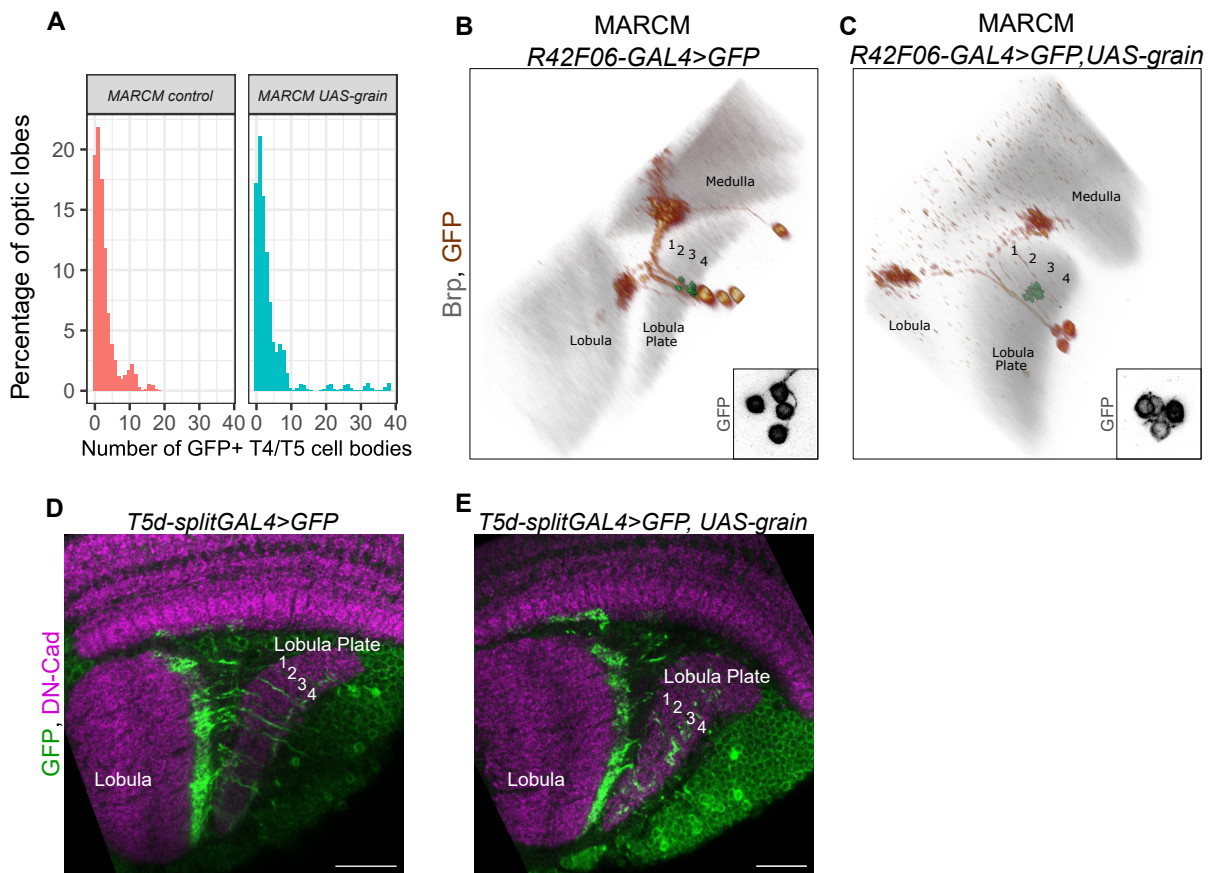 A
MARCM control
MARCM UAS-grain
Percentage of optic lobes
20
15
10
5
0
0 10 20 30 40
0 10 20 30 40
Number of GFP+ T4/T5 cell bodies
B
MARCM
R42F06-GAL4>GFP
Brp, GFP
Medulla
1
2
3
4
Lobula
Lobula
Plate
GFP
C
MARCM
R42F06-GAL4>GFP,UAS-grain
Medulla
1
2
3
4
Lobula
Lobula
Plate
GFP
D
T5d-splitGAL4>GFP
GFP, DN-Cad
Lobula Plate
1
2
3
4
Lobula
E
T5d-splitGAL4>GFP, UAS-grain
Lobula Plate
1
2
3
4
Lobula